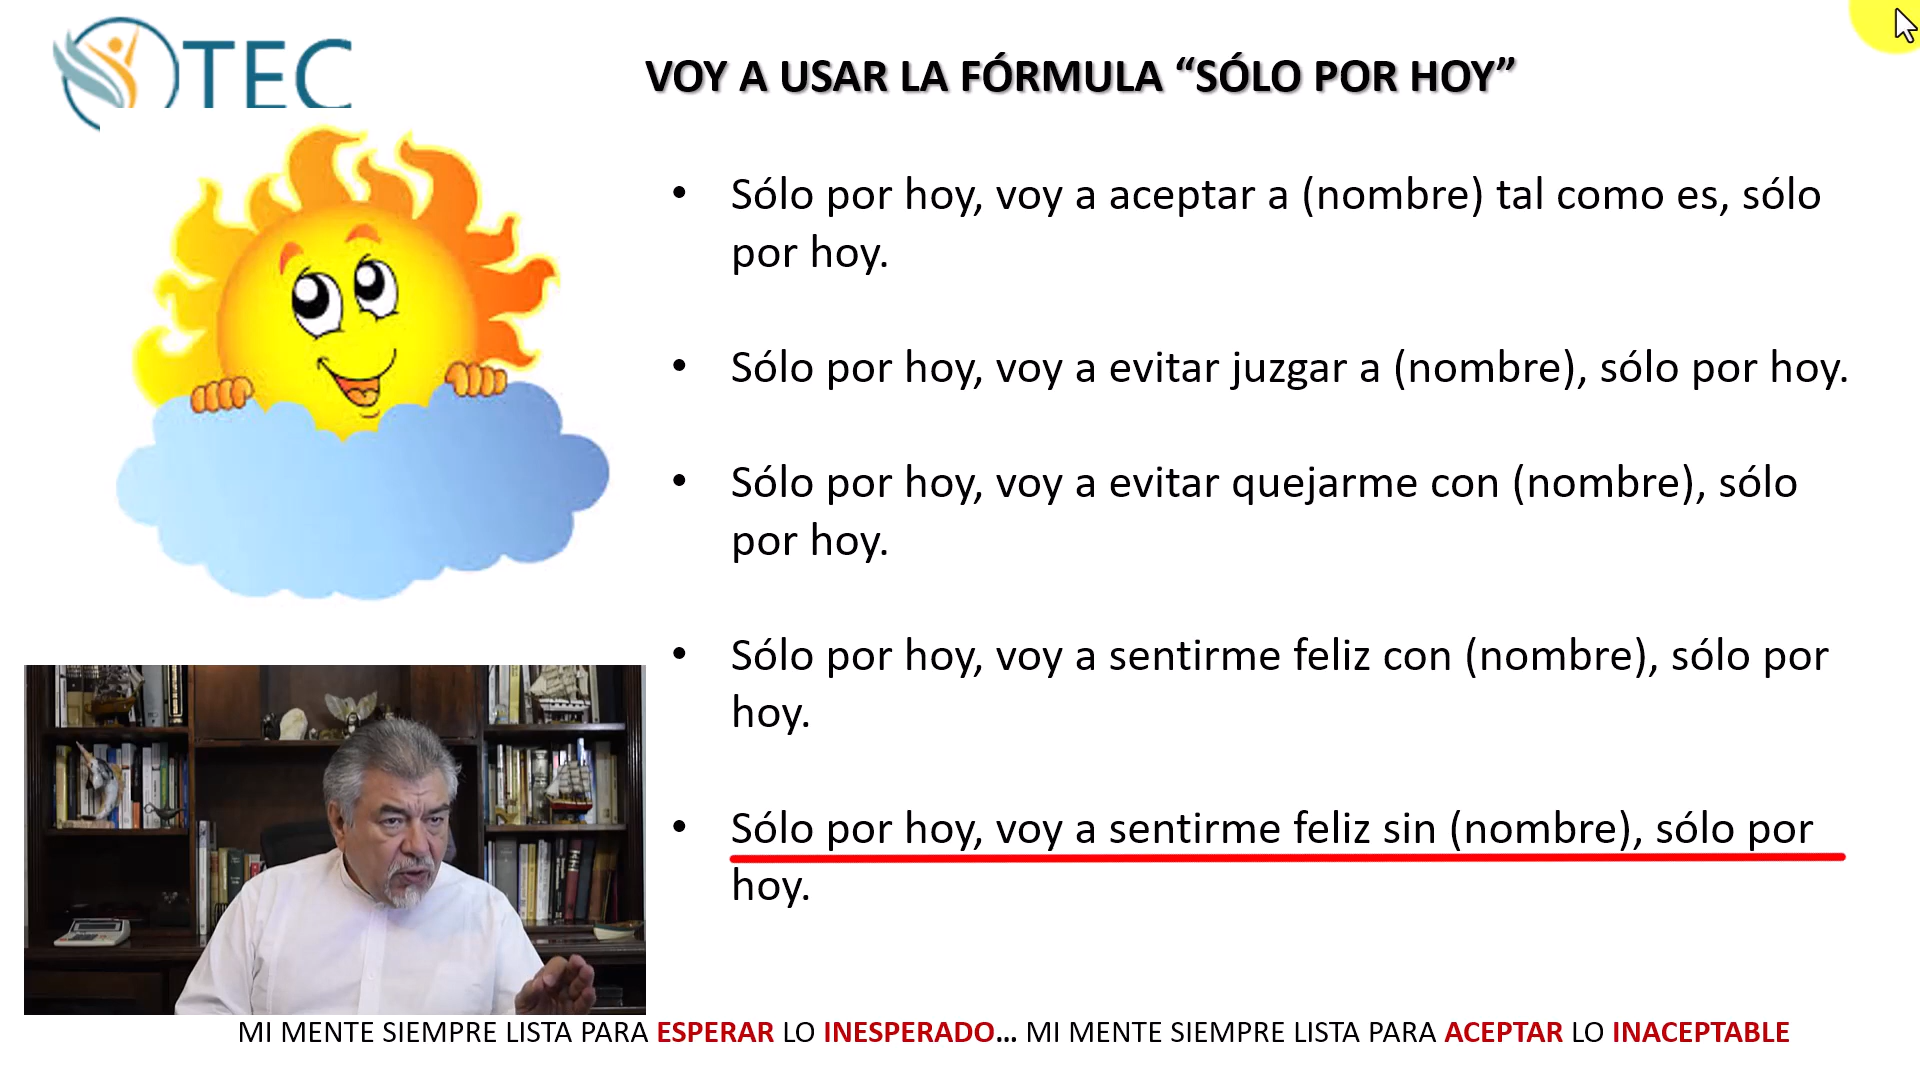 TEC
VOY A USAR LA FÓRMULA “SÓLO POR HOY”
• Sólo por hoy, voy a aceptar a (nombre) tal como es, sólo
por hoy.
• Sólo por hoy, voy a evitar juzgar a (nombre), sólo por hoy.
• Sólo por hoy, voy a evitar quejarme con (nombre), sólo
por hoy.
• Sólo por hoy, voy a sentirme feliz con (nombre), sólo por
hoy.
• Sólo por hoy, voy a sentirme feliz sin (nombre), sólo por
hoy.
MI MENTE SIEMPRE LISTA PARA ESPERAR LO INESPERADO... MI MENTE SIEMPRE LISTA PARA ACEPTAR LO INACEPTABLE